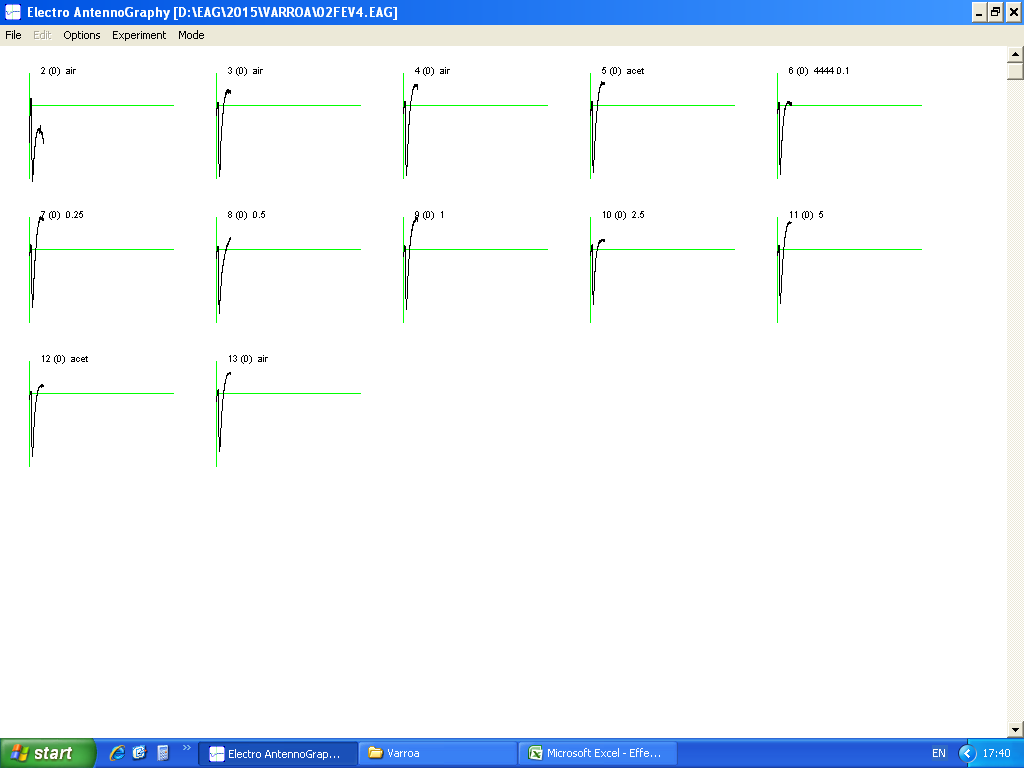 Electro AntennoGraphy [D:\EAG\2015\VARROA\02FEV4.EAG]
File Edit Options Experiment Mode
2 (0) air
3 (0) air
4 (0) air
5 (0) acet
6 (0) 4444 0.1
7 (0) 0.25
8 (0) 0.5
9 (0) 1
10 (0) 2.5
11 (0) 5
12 (0) acet
13 (0) air
start
Electro AntennoGrap...
Varroa
Microsoft Excel - Effe...
EN
17:40